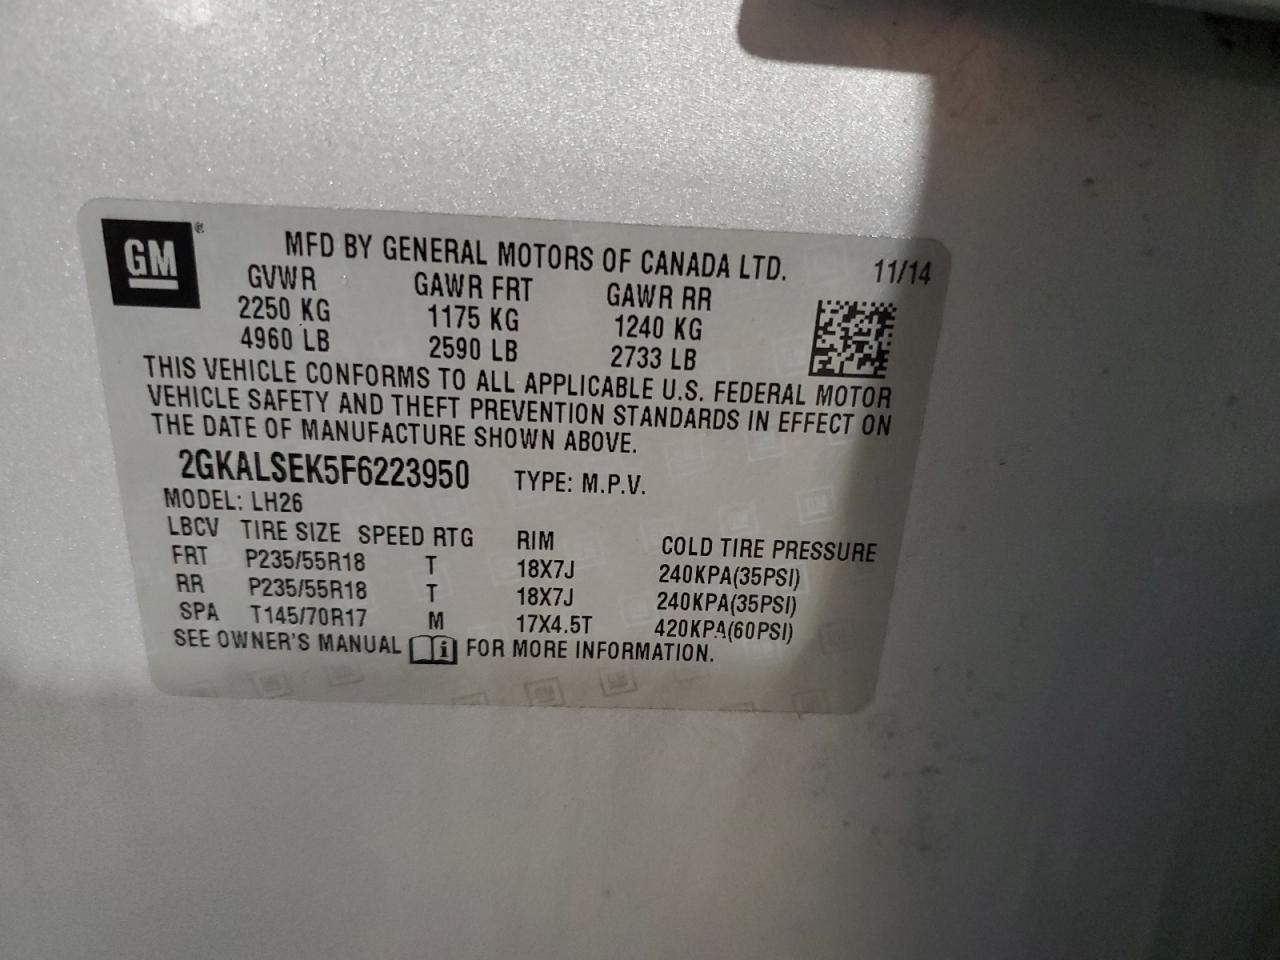 GM®
MFD BY GENERAL MOTORS OF CANADA LTD. 11/14
GVWR GAWR FRT GAWR RR
2250 KG 1175 KG 1240 KG
4960 LB 2590 LB 2733 LB
THIS VEHICLE CONFORMS TO ALL APPLICABLE U.S. FEDERAL MOTOR
VEHICLE SAFETY AND THEFT PREVENTION STANDARDS IN EFFECT ON
THE DATE OF MANUFACTURE SHOWN ABOVE.
2GKALSEK5F6223950 TYPE: M.P.V.
MODEL: LH26
LBCV TIRE SIZE SPEED RTG RIM COLD TIRE PRESSURE
FRT P235/55R18 T 18X7J 240KPA(35PSI)
RR P235/55R18 T 18X7J 240KPA(35PSI)
SPA T145/70R17 M 17X4.5T 420KPA(60PSI)
SEE OWNER'S MANUAL i FOR MORE INFORMATION.